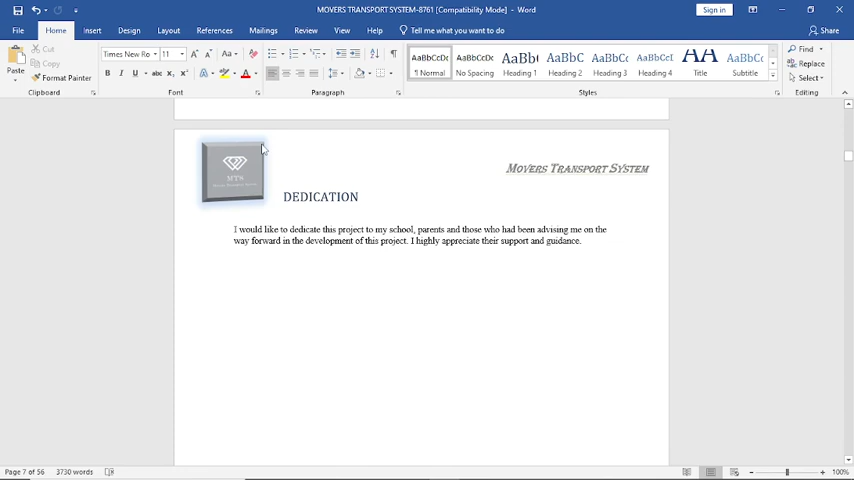 MOVERS TRANSPORT SYSTEM-8761 [Compatibility Mode] - Word
Sign in
File Home Insert Design Layout References Mailings Review View Help Tell me what you want to do Share
Paste Cut Copy Format Painter
Times New Ro 11 Aa
B I U abc X₂ X² A A
AaBbCcDc AaBbCcDc AaBb( AaBbC AaBbCc AaBbCcI AA AaBbCc
¶ Normal No Spacing Heading 1 Heading 2 Heading 3 Heading 4 Title Subtitle
Find Replace Select
Clipboard Font Paragraph Styles Editing
MTS
MOVERS TRANSPORT SYSTEM
DEDICATION
I would like to dedicate this project to my school, parents and those who had been advising me on the
way forward in the development of this project. I highly appreciate their support and guidance.
Page 7 of 56 3730 words 100%